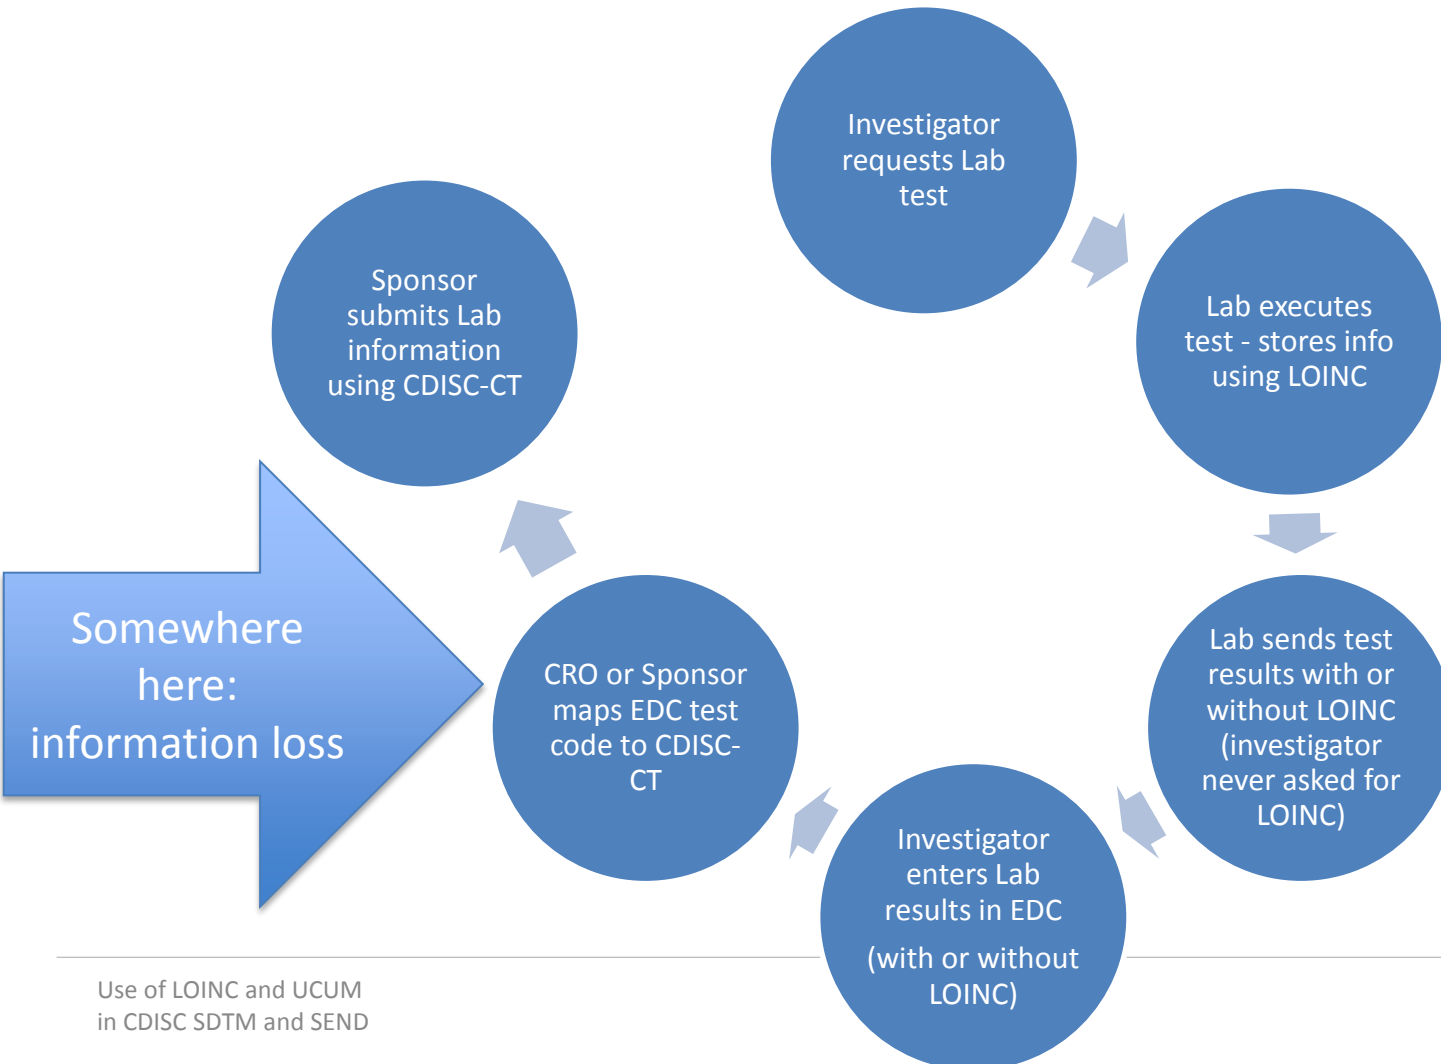 Investigator
requests Lab
test
Lab executes
test - stores info
using LOINC
Lab sends test
results with or
without LOINC
(investigator
never asked for
LOINC)
Investigator
enters Lab
results in EDC
(with or without
LOINC)
CRO or Sponsor
maps EDC test
code to CDISC-
CT
Sponsor
submits Lab
information
using CDISC-CT
Somewhere
here:
information loss
Use of LOINC and UCUM
in CDISC SDTM and SEND